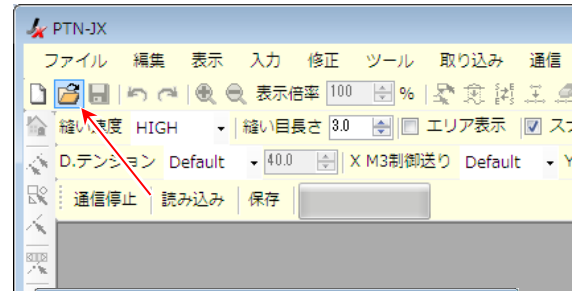 PTN-JX
ファイル 編集 表示 入力 修正 ツール 取り込み 通信
表示倍率 100 %
縫い速度 HIGH 縫い目長さ 3.0 エリア表示
D.テンション Default 40.0 X M3制御送り Default
通信停止 読み込み 保存